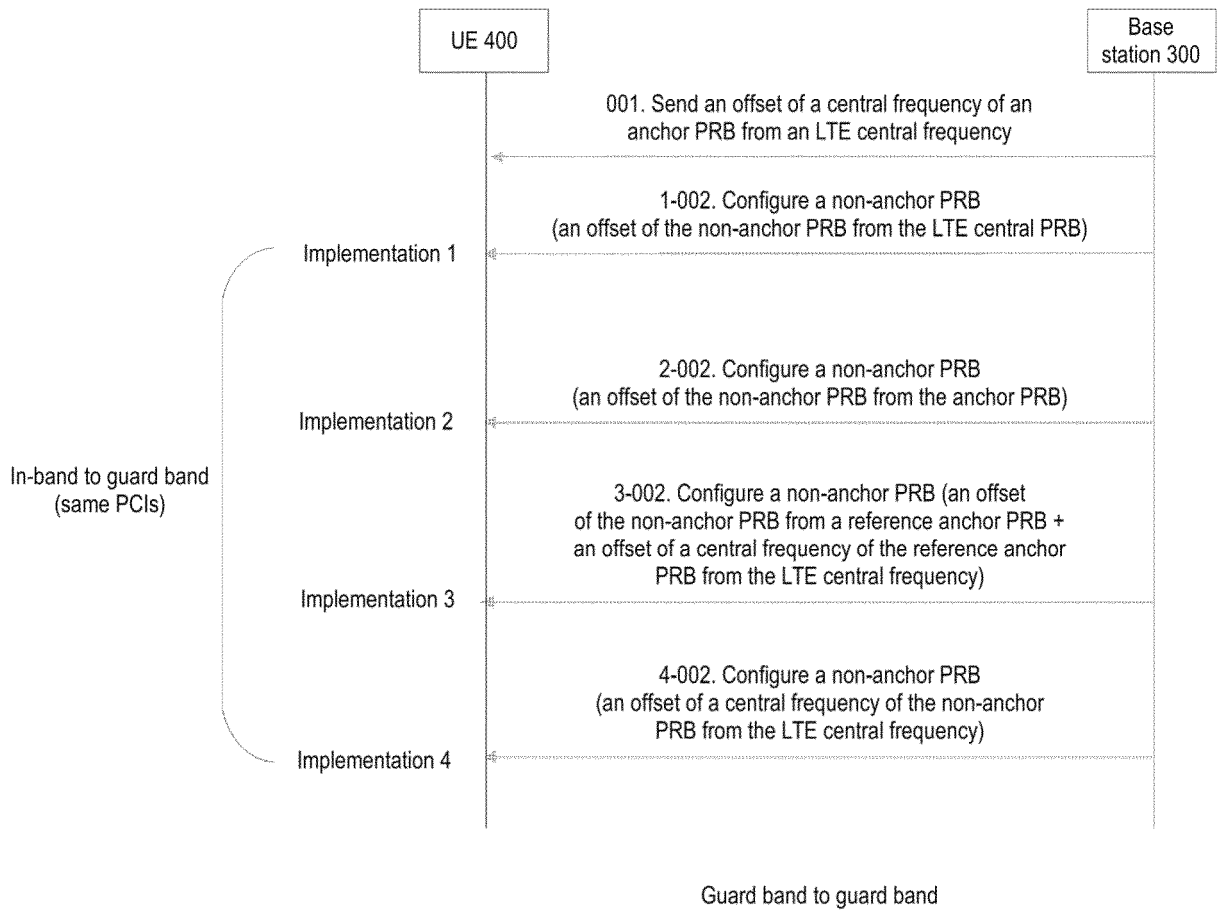 UE 400
Base
station 300
001. Send an offset of a central frequency of an
anchor PRB from an LTE central frequency
1-002. Configure a non-anchor PRB
(an offset of the non-anchor PRB from the LTE central PRB)
Implementation 1
2-002. Configure a non-anchor PRB
(an offset of the non-anchor PRB from the anchor PRB)
Implementation 2
In-band to guard band
(same PCIs)
3-002. Configure a non-anchor PRB (an offset
of the non-anchor PRB from a reference anchor PRB +
an offset of a central frequency of the reference anchor
PRB from the LTE central frequency)
Implementation 3
4-002. Configure a non-anchor PRB
(an offset of a central frequency of the non-anchor
PRB from the LTE central frequency)
Implementation 4
Guard band to guard band